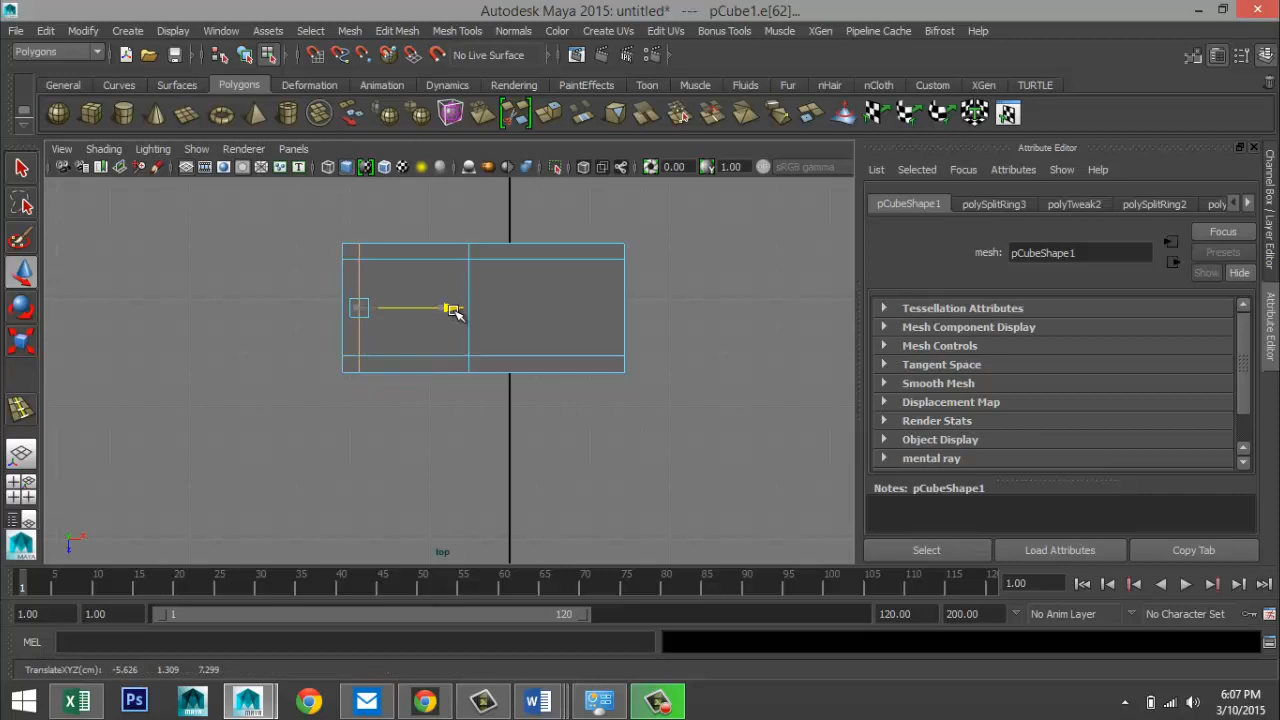 Autodesk Maya 2015: untitled* --- pCube1.e[62]...
File Edit Modify Create Display Window Assets Select Mesh Edit Mesh Mesh Tools Normals Color Create UVs Edit UVs Bonus Tools Muscle XGen Pipeline Cache Bifrost Help
Polygons No Live Surface
General Curves Surfaces Polygons Deformation Animation Dynamics Rendering PaintEffects Toon Muscle Fluids Fur nHair nCloth Custom XGen TURTLE
View Shading Lighting Show Renderer Panels
0.00 1.00 sRGB gamma
Attribute Editor
List Selected Focus Attributes Show Help
pCubeShape1 polySplitRing3 polyTweak2 polySplitRing2 poly
Focus
Presets
mesh: pCubeShape1
Show Hide
Tessellation Attributes
Mesh Component Display
Mesh Controls
Tangent Space
Smooth Mesh
Displacement Map
Render Stats
Object Display
mental ray
Notes: pCubeShape1
Select Load Attributes Copy Tab
Channel Box / Layer Editor
Attribute Editor
top
1 5 10 15 20 25 30 35 40 45 50 55 60 65 70 75 80 85 90 95 100 105 110 115 12
1.00
1.00 1.00 1 120 120.00 200.00 No Anim Layer No Character Set
MEL
TranslateXYZ(cm): -5.626 1.309 7.299
6:07 PM
3/10/2015